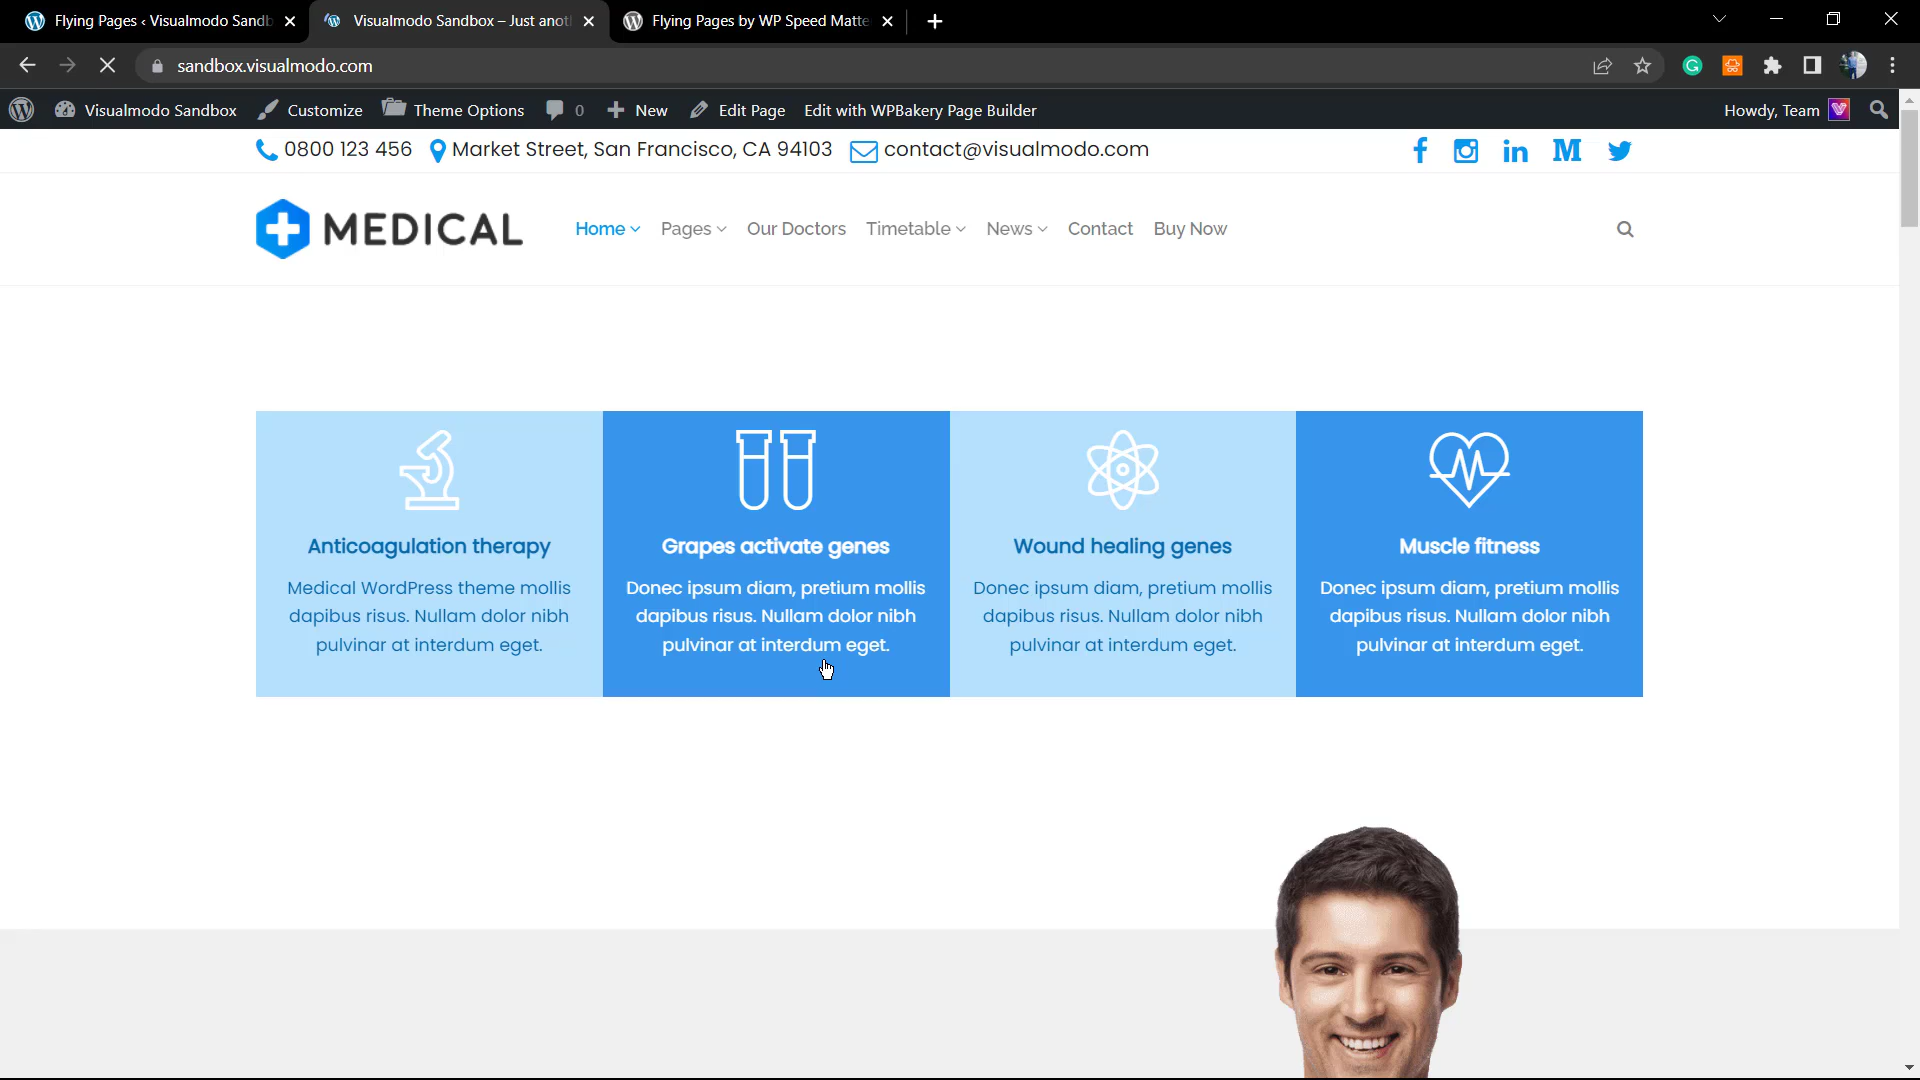 Flying Pages ‹ Visualmodo Sandb
Visualmodo Sandbox – Just anot
Flying Pages by WP Speed Matte
sandbox.visualmodo.com
Visualmodo Sandbox
Customize
Theme Options
0
New
Edit Page
Edit with WPBakery Page Builder
Howdy, Team
0800 123 456
Market Street, San Francisco, CA 94103
contact@visualmodo.com
MEDICAL
Home
Pages
Our Doctors
Timetable
News
Contact
Buy Now
Anticoagulation therapy
Medical WordPress theme mollis
dapibus risus. Nullam dolor nibh
pulvinar at interdum eget.
Grapes activate genes
Donec ipsum diam, pretium mollis
dapibus risus. Nullam dolor nibh
pulvinar at interdum eget.
Wound healing genes
Donec ipsum diam, pretium mollis
dapibus risus. Nullam dolor nibh
pulvinar at interdum eget.
Muscle fitness
Donec ipsum diam, pretium mollis
dapibus risus. Nullam dolor nibh
pulvinar at interdum eget.